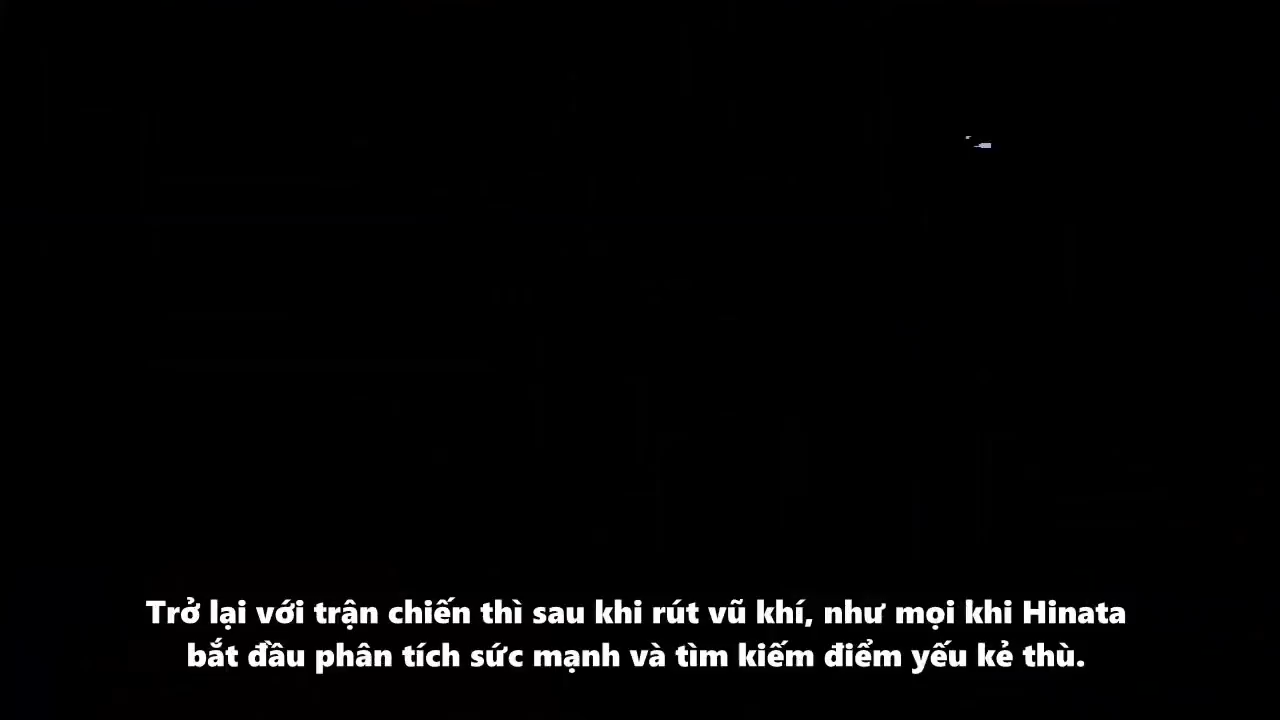 Trở lại với trận chiến thì sau khi rút vũ khí, như mọi khi Hinata
bắt đầu phân tích sức mạnh và tìm kiếm điểm yếu kẻ thù.